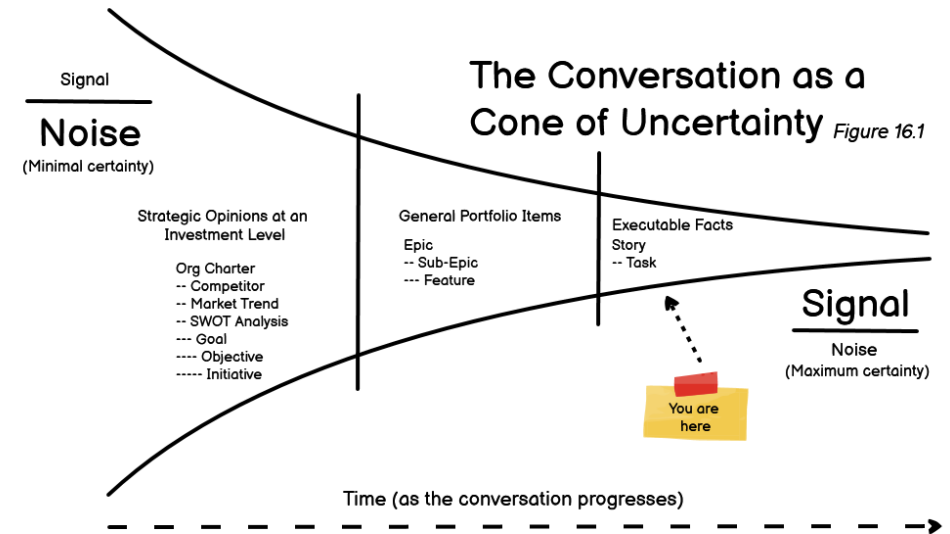 The Conversation as a
Cone of Uncertainty
Figure 16.1
Signal
Noise
(Minimal certainty)
Strategic Opinions at an
Investment Level
Org Charter
-- Competitor
-- Market Trend
-- SWOT Analysis
--- Goal
---- Objective
----- Initiative
General Portfolio Items
Epic
-- Sub-Epic
--- Feature
Executable Facts
Story
-- Task
Signal
Noise
(Maximum certainty)
You are
here
Time (as the conversation progresses)